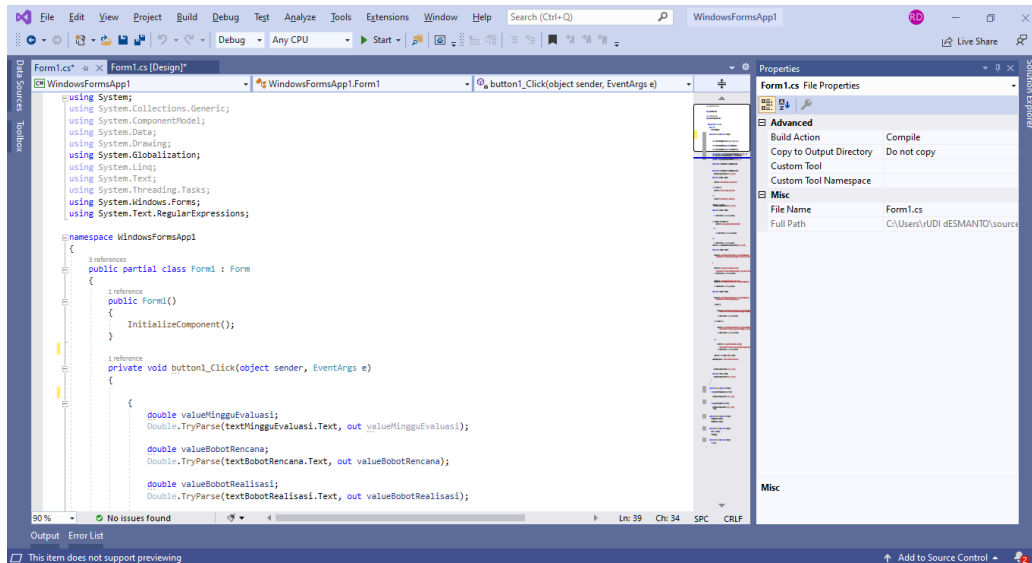 File Edit View Project Build Debug Test Analyze Tools Extensions Window Help Search (Ctrl+Q) WindowsFormsApp1 RD
Debug Any CPU Start Live Share
Data Sources
Toolbox
Form1.cs* Form1.cs [Design]*
WindowsFormsApp1 WindowsFormsApp1.Form1 button1_Click(object sender, EventArgs e)
using System;
using System.Collections.Generic;
using System.ComponentModel;
using System.Data;
using System.Drawing;
using System.Globalization;
using System.Linq;
using System.Text;
using System.Threading.Tasks;
using System.Windows.Forms;
using System.Text.RegularExpressions;
namespace WindowsFormsApp1
{
3 references
public partial class Form1 : Form
{
1 reference
public Form1()
{
InitializeComponent();
}
1 reference
private void button1_Click(object sender, EventArgs e)
{
{
double valueMingguEvaluasi;
Double.TryParse(textMingguEvaluasi.Text, out valueMingguEvaluasi);
double valueBobotRencana;
Double.TryParse(textBobotRencana.Text, out valueBobotRencana);
double valueBobotRealisasi;
Double.TryParse(textBobotRealisasi.Text, out valueBobotRealisasi);
90 % No issues found Ln: 39 Ch: 34 SPC CRLF
Properties
Form1.cs File Properties
Advanced
Build Action Compile
Copy to Output Directory Do not copy
Custom Tool
Custom Tool Namespace
Misc
File Name Form1.cs
Full Path C:\Users\rUDI dESMANTO\source
Misc
Solution Explorer
Output Error List
This item does not support previewing Add to Source Control 2